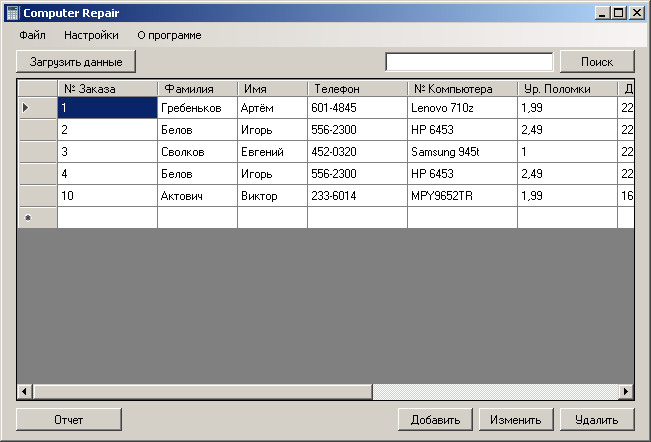 Computer Repair
Файл Настройки О программе
Загрузить данные Поиск
№ Заказа Фамилия Имя Телефон № Компьютера Ур. Поломки Д
1 Гребеньков Артём 601-4845 Lenovo 710z 1,99 22
2 Белов Игорь 556-2300 HP 6453 2,49 22
3 Сволков Евгений 452-0320 Samsung 945t 1 22
4 Белов Игорь 556-2300 HP 6453 2,49 22
10 Актович Виктор 233-6014 MPY9652TR 1,99 16
Отчет Добавить Изменить Удалить